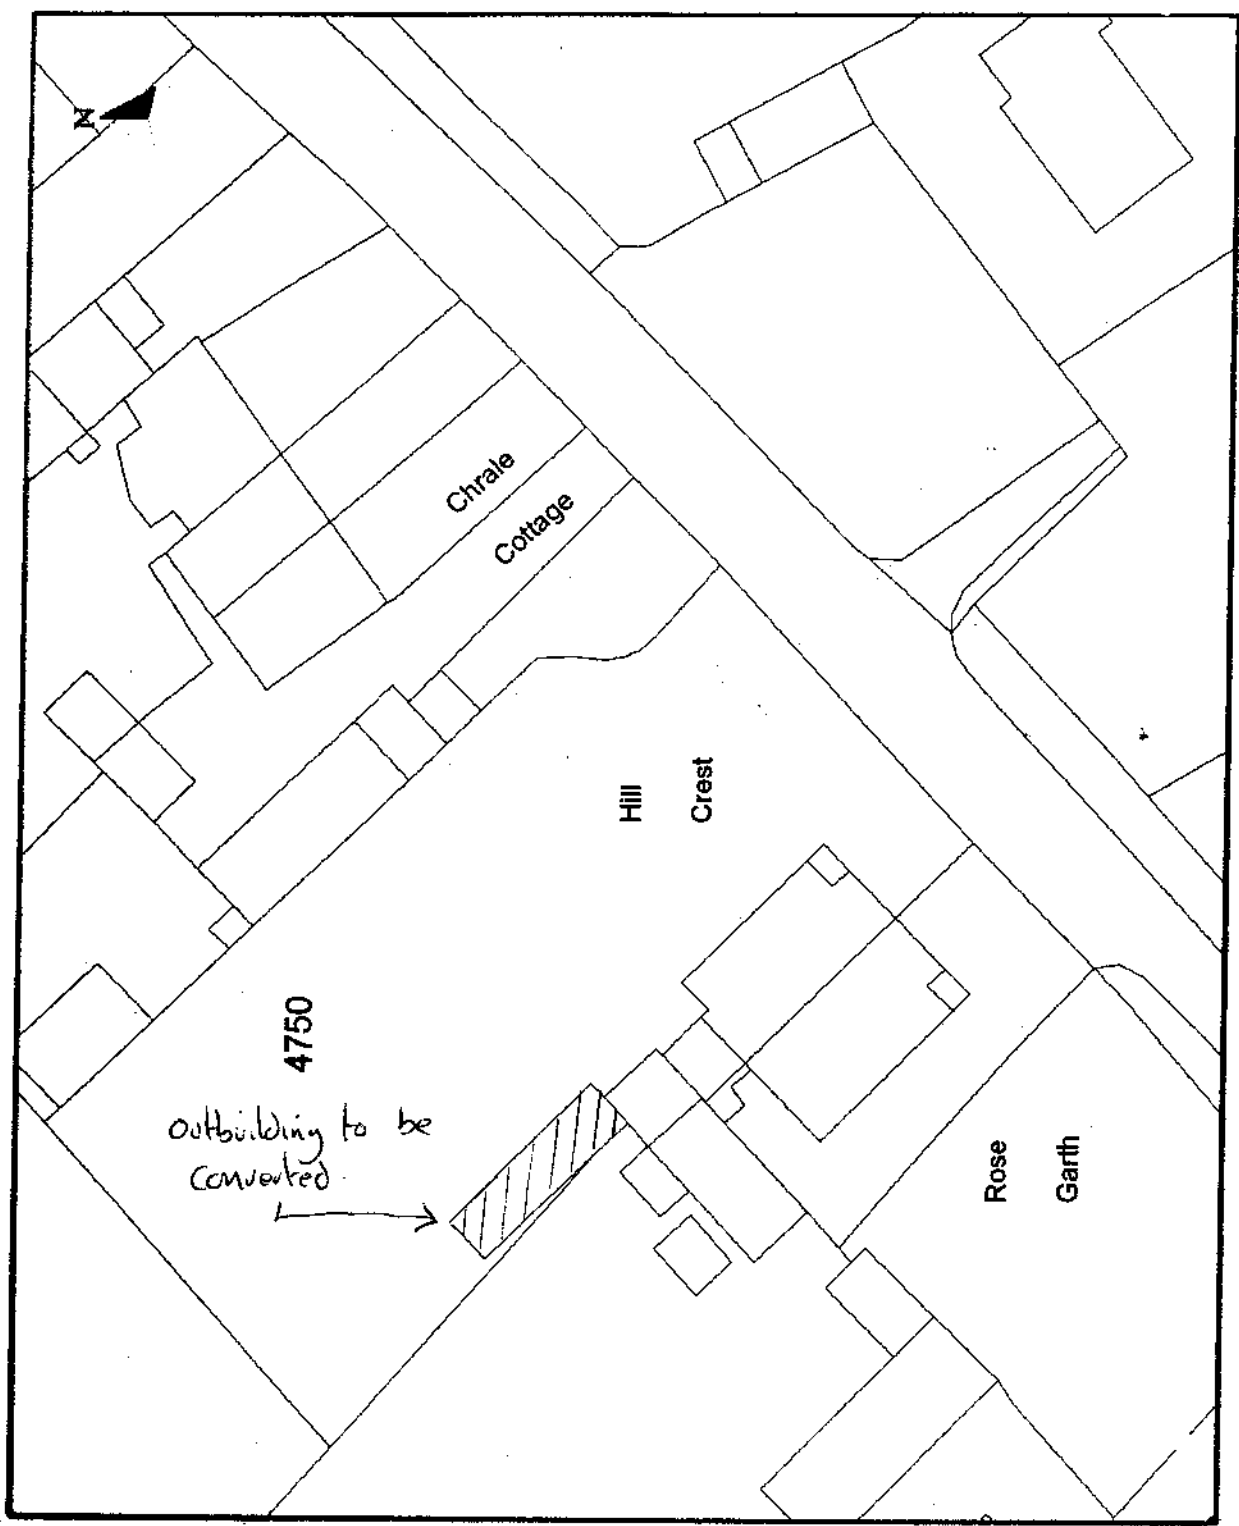 N
Chrale
Cottage
Hill
Crest
4750
Outbuilding to be
converted.
Rose
Garth